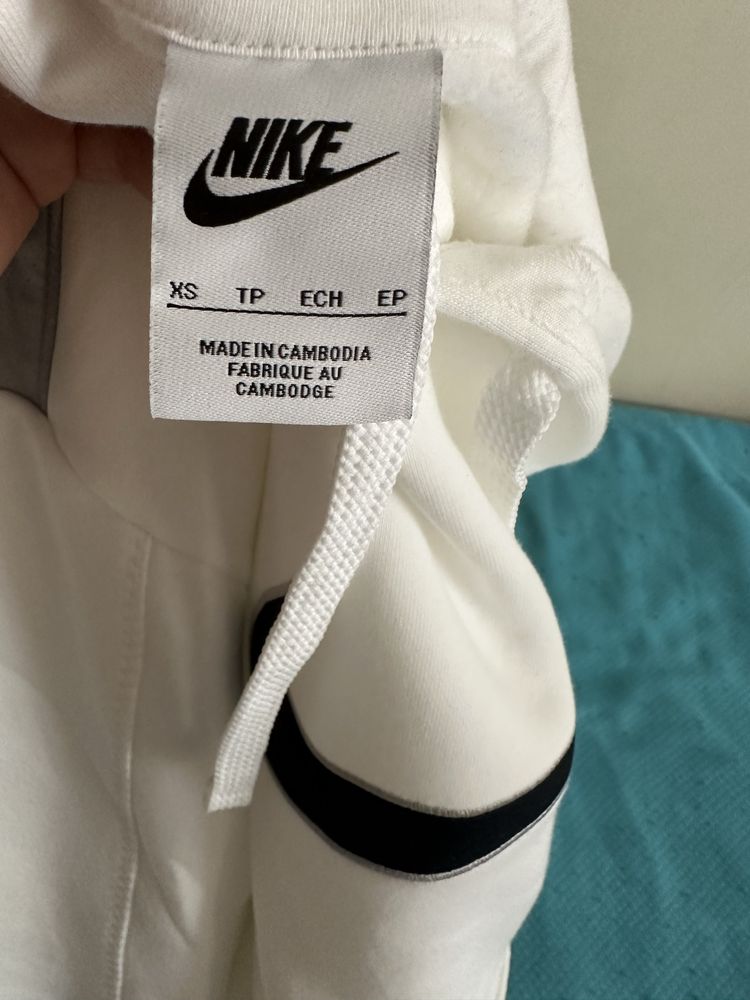 NIKE
XS TP ECH EP
MADE IN CAMBODIA
FABRIQUE AU
CAMBODGE